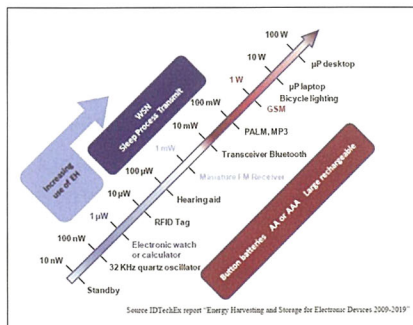 100 W
µP desktop
10 W
µP laptop
Bicycle lighting
1 W
GSM
100 mW
PALM, MP3
10 mW
Transceiver Bluetooth
1 mW
Miniature FM Receiver
100 µW
Hearing aid
10 µW
RFID Tag
1 µW
Electronic watch
or calculator
100 nW
32 KHz quartz oscillator
10 nW
Standby
WSN
Sleep Process Transmit
Increasing
use of EH
Button batteries AA or AAA Large rechargeable
Source IDTechEx report "Energy Harvesting and Storage for Electronic Devices 2009-2019"